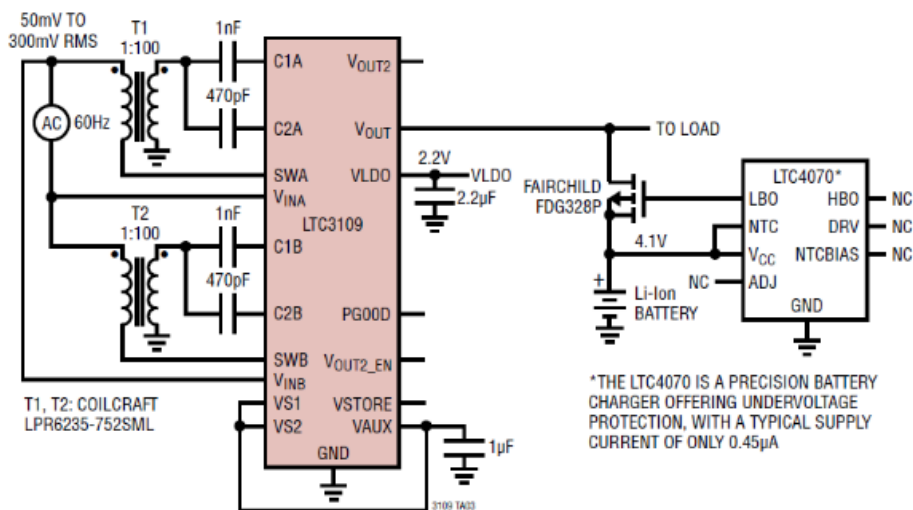 50mV TO
300mV RMS
T1
1:100
1nF
470pF
AC 60Hz
T2
1:100
1nF
470pF
T1, T2: COILCRAFT
LPR6235-752SML
C1A
C2A
SWA
VINA
LTC3109
C1B
C2B
SWB
VINB
VS1
VS2
GND
VOUT2
VOUT
VLDO
PGOOD
VOUT2_EN
VSTORE
VAUX
2.2V
VLDO
2.2µF
1µF
3109 TA03
TO LOAD
FAIRCHILD
FDG328P
4.1V
+
Li-Ion
BATTERY
NC
LTC4070*
LBO
NTC
VCC
ADJ
HBO
DRV
NTCBIAS
GND
NC
NC
NC
*THE LTC4070 IS A PRECISION BATTERY
CHARGER OFFERING UNDERVOLTAGE
PROTECTION, WITH A TYPICAL SUPPLY
CURRENT OF ONLY 0.45µA